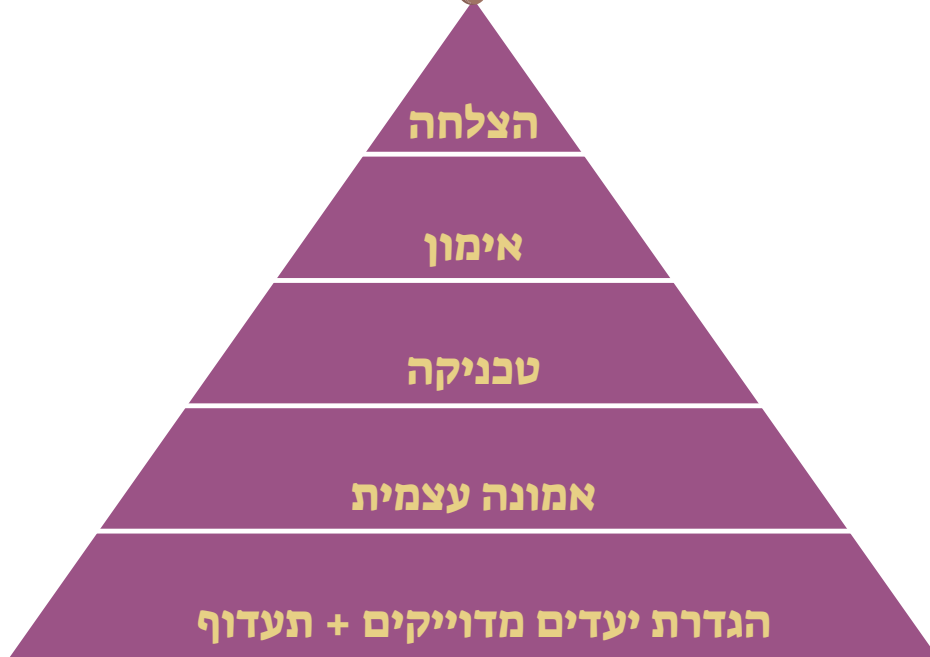 הצלחה
אימון
טכניקה
אמונה עצמית
הגדרת יעדים מדוייקים + תעדוף